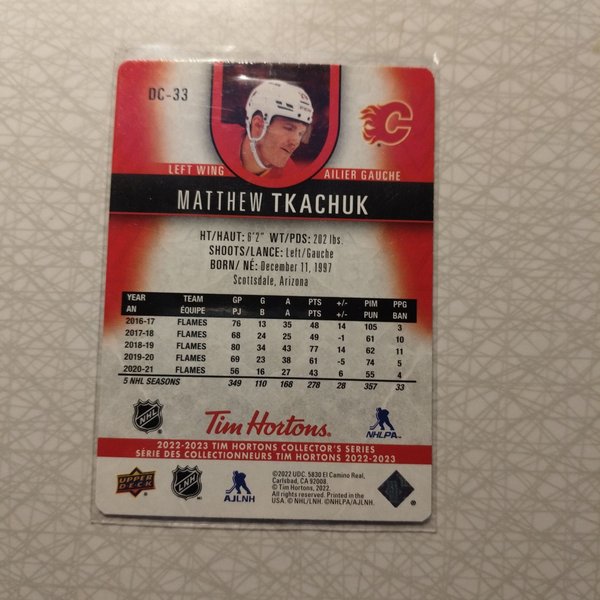 DC-33
LEFT WING AILIER GAUCHE
MATTHEW TKACHUK
HT/HAUT: 6'2" WT/PDS: 202 lbs.
SHOOTS/LANCE: Left/Gauche
BORN/ NÉ: December 11, 1997
Scottsdale, Arizona
YEAR TEAM GP G A PTS +/- PIM PPG
AN ÉQUIPE PJ B A PTS +/- PUN BAN
2016-17 FLAMES 76 13 35 48 14 105 3
2017-18 FLAMES 68 24 25 49 -1 61 10
2018-19 FLAMES 80 34 43 77 14 62 11
2019-20 FLAMES 69 23 38 61 -5 74 5
2020-21 FLAMES 56 16 27 43 6 55 4
5 NHL SEASONS 349 110 168 278 28 357 33
NHL Tim Hortons® NHLPA
2022-2023 TIM HORTONS COLLECTOR'S SERIES
SÉRIE DES COLLECTIONNEURS TIM HORTONS 2022-2023
UPPER DECK LNH AJLNH
©2022 UDC. 5830 El Camino Real,
Carlsbad, CA 92008.
© Tim Hortons, 2022.
All rights reserved. Printed in the
USA. © NHL/LNH. ©NHLPA/AJLNH.